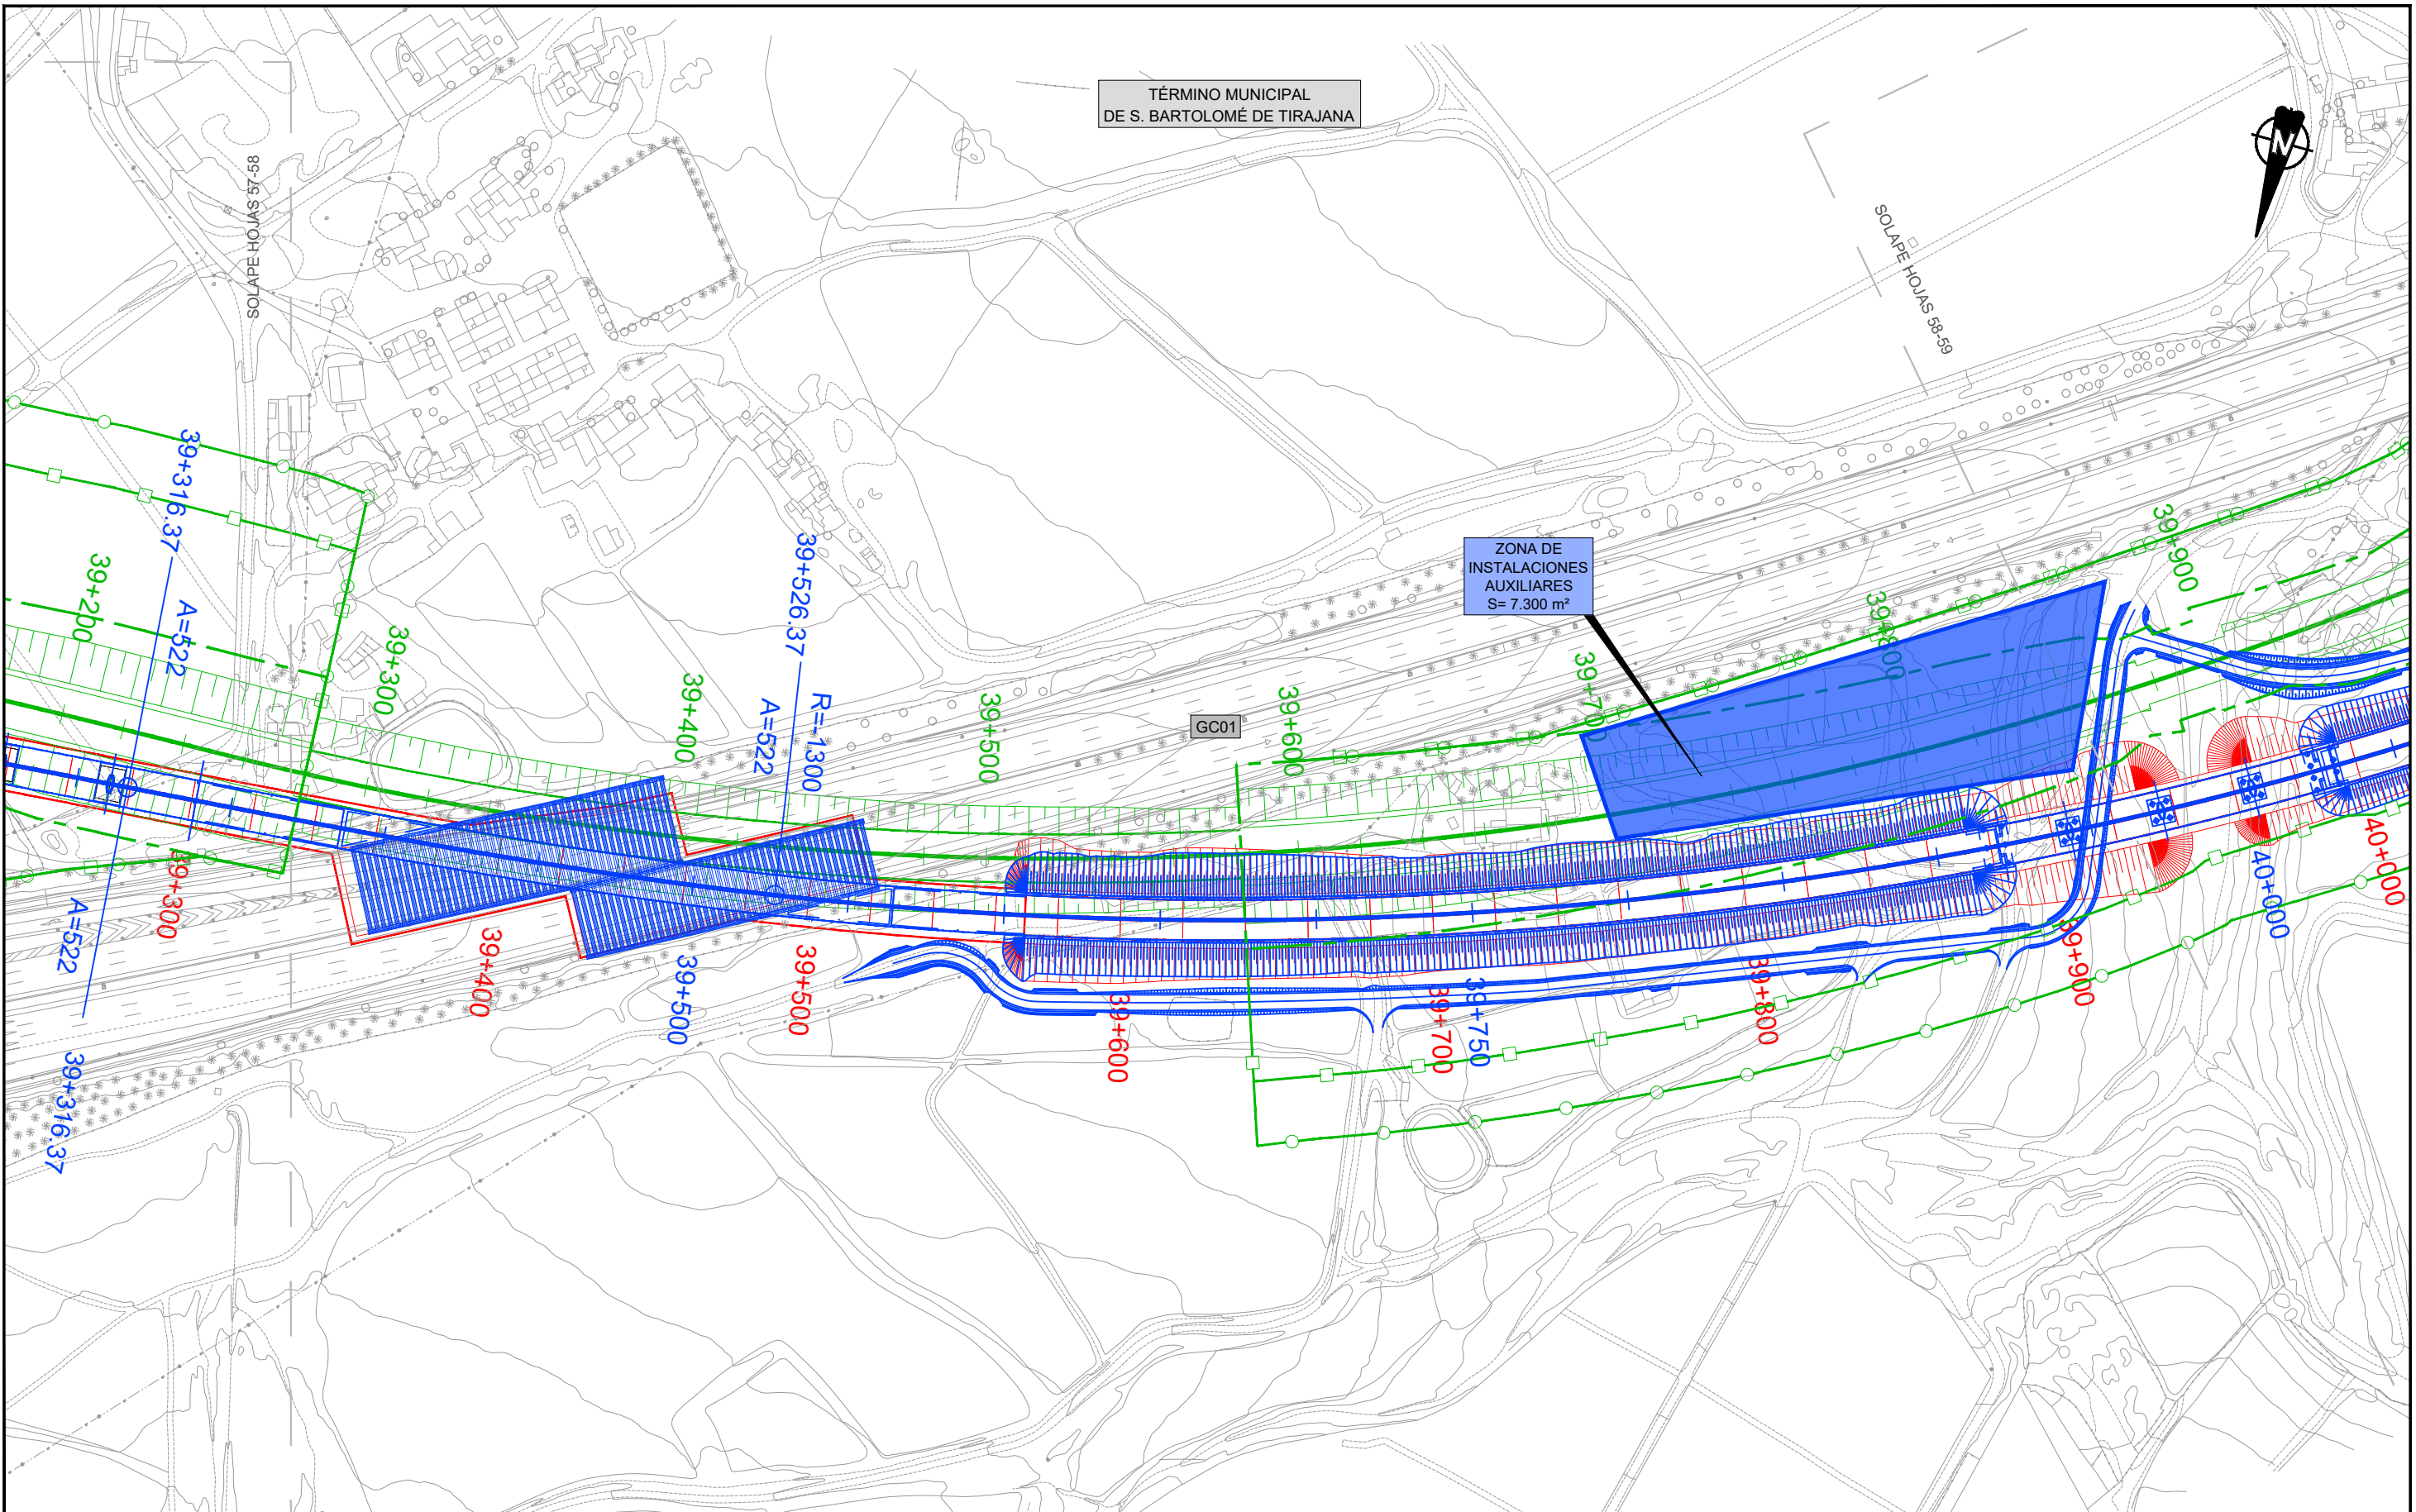 TÉRMINO MUNICIPAL
DE S. BARTOLOMÉ DE TIRAJANA
N
SOLAPE HOJAS 57-58
SOLAPE HOJAS 58-59
ZONA DE
INSTALACIONES
AUXILIARES
S= 7.300 m²
GC01
39+316.37
A=522
39+526.37
A=522
R=-1300
39+200
39+300
39+400
39+500
39+600
39+700
39+800
39+900
A=522
39+316.37
39+300
39+400
39+500
39+500
39+600
39+700
39+750
39+800
39+900
40+000
40+000